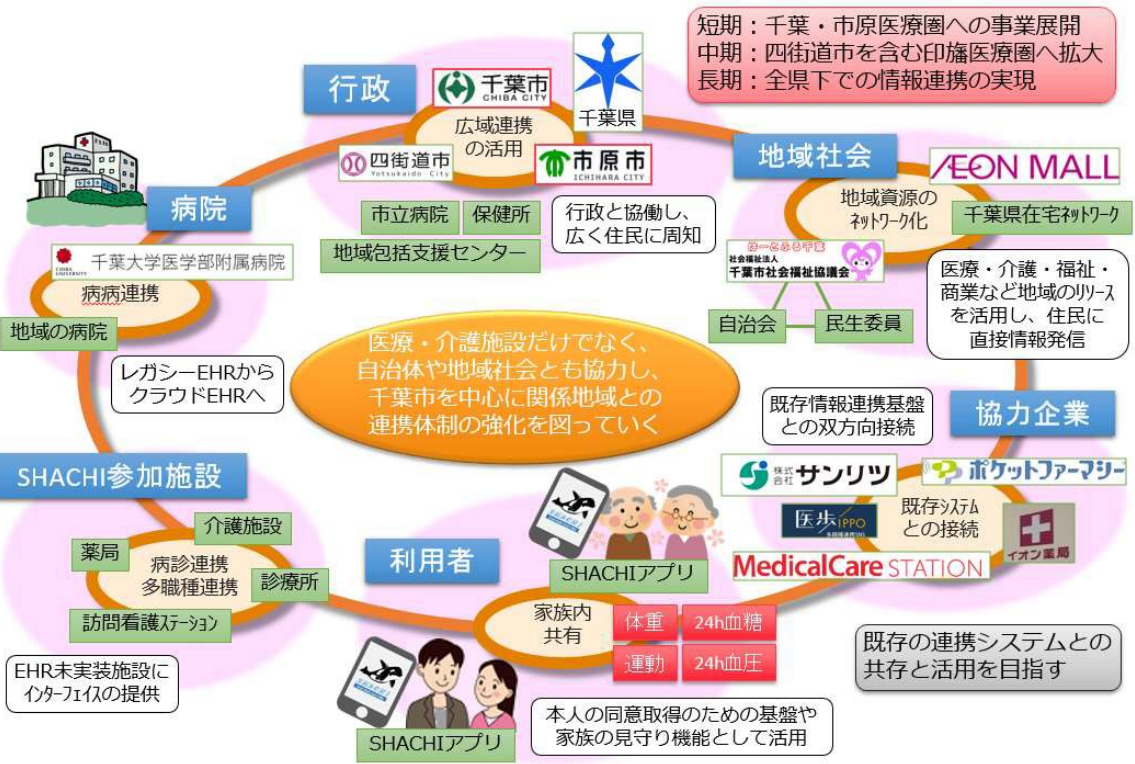 短期：千葉・市原医療圏への事業展開
中期：四街道市を含む印旛医療圏へ拡大
長期：全県下での情報連携の実現
行政
千葉市
CHIBA CITY
千葉県
広域連携
の活用
四街道市
Yotsukaido City
市原市
ICHIHARA CITY
市立病院
保健所
地域包括支援センター
行政と協働し、
広く住民に周知
地域社会
ÆON MALL
地域資源の
ネットワーク化
千葉県在宅ネットワーク
はーとふる千葉
社会福祉法人
千葉市社会福祉協議会
自治会
民生委員
医療・介護・福祉・
商業など地域のリソース
を活用し、住民に
直接情報発信
病院
CHIBA
UNIVERSITY
千葉大学医学部附属病院
病病連携
地域の病院
レガシーEHRから
クラウドEHRへ
医療・介護施設だけでなく、
自治体や地域社会とも協力し、
千葉市を中心に関係地域との
連携体制の強化を図っていく
協力企業
既存情報連携基盤
との双方向接続
株式
会社
サンリツ
ポケットファーマシー
医歩
IPPO
多職種連携SNS
既存システム
との接続
イオン薬局
MedicalCare STATION
既存の連携システムとの
共存と活用を目指す
SHACHI参加施設
介護施設
薬局
病診連携
多職種連携
診療所
訪問看護ステーション
EHR未実装施設に
インターフェイスの提供
利用者
SHACHI
SHACHIアプリ
家族内
共有
体重
24h血糖
運動
24h血圧
SHACHI
SHACHIアプリ
本人の同意取得のための基盤や
家族の見守り機能として活用